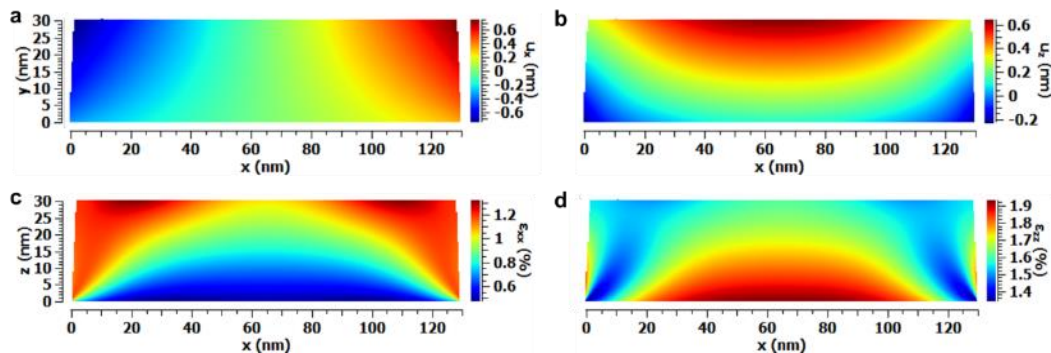 a
30
25
20
15
10
5
0
y (nm)
0 20 40 60 80 100 120
x (nm)
0.6
0.4
0.2
0
-0.2
-0.4
-0.6
uₓ (nm)
b
0 20 40 60 80 100 120
x (nm)
0.6
0.4
0.2
0
-0.2
u_z (nm)
c
30
25
20
15
10
5
0
z (nm)
0 20 40 60 80 100 120
x (nm)
1.2
1
0.8
0.6
εₓₓ (%)
d
0 20 40 60 80 100 120
x (nm)
1.9
1.8
1.7
1.6
1.5
1.4
ε_zz (%)